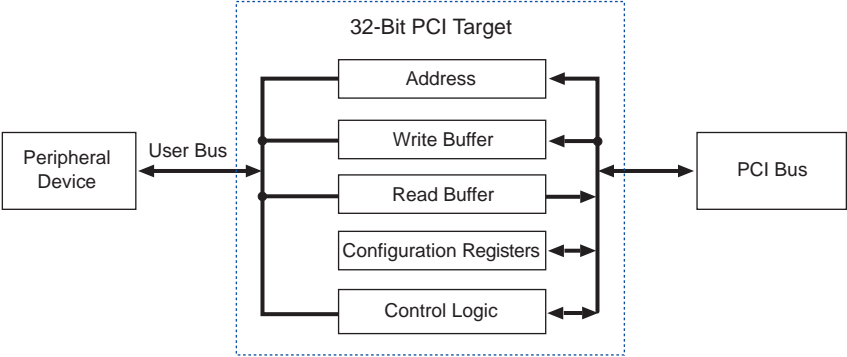 32-Bit PCI Target
Address
Write Buffer
User Bus
Peripheral
Device
PCI Bus
Read Buffer
Configuration Registers
Control Logic